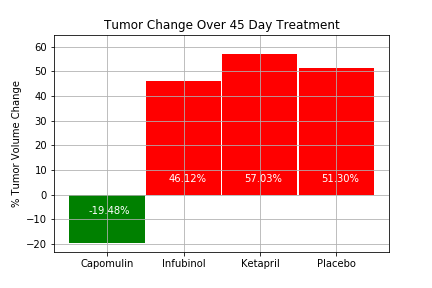 Tumor Change Over 45 Day Treatment
% Tumor Volume Change
60
50
40
30
20
10
0
−10
−20
-19.48%
46.12%
57.03%
51.30%
Capomulin
Infubinol
Ketapril
Placebo